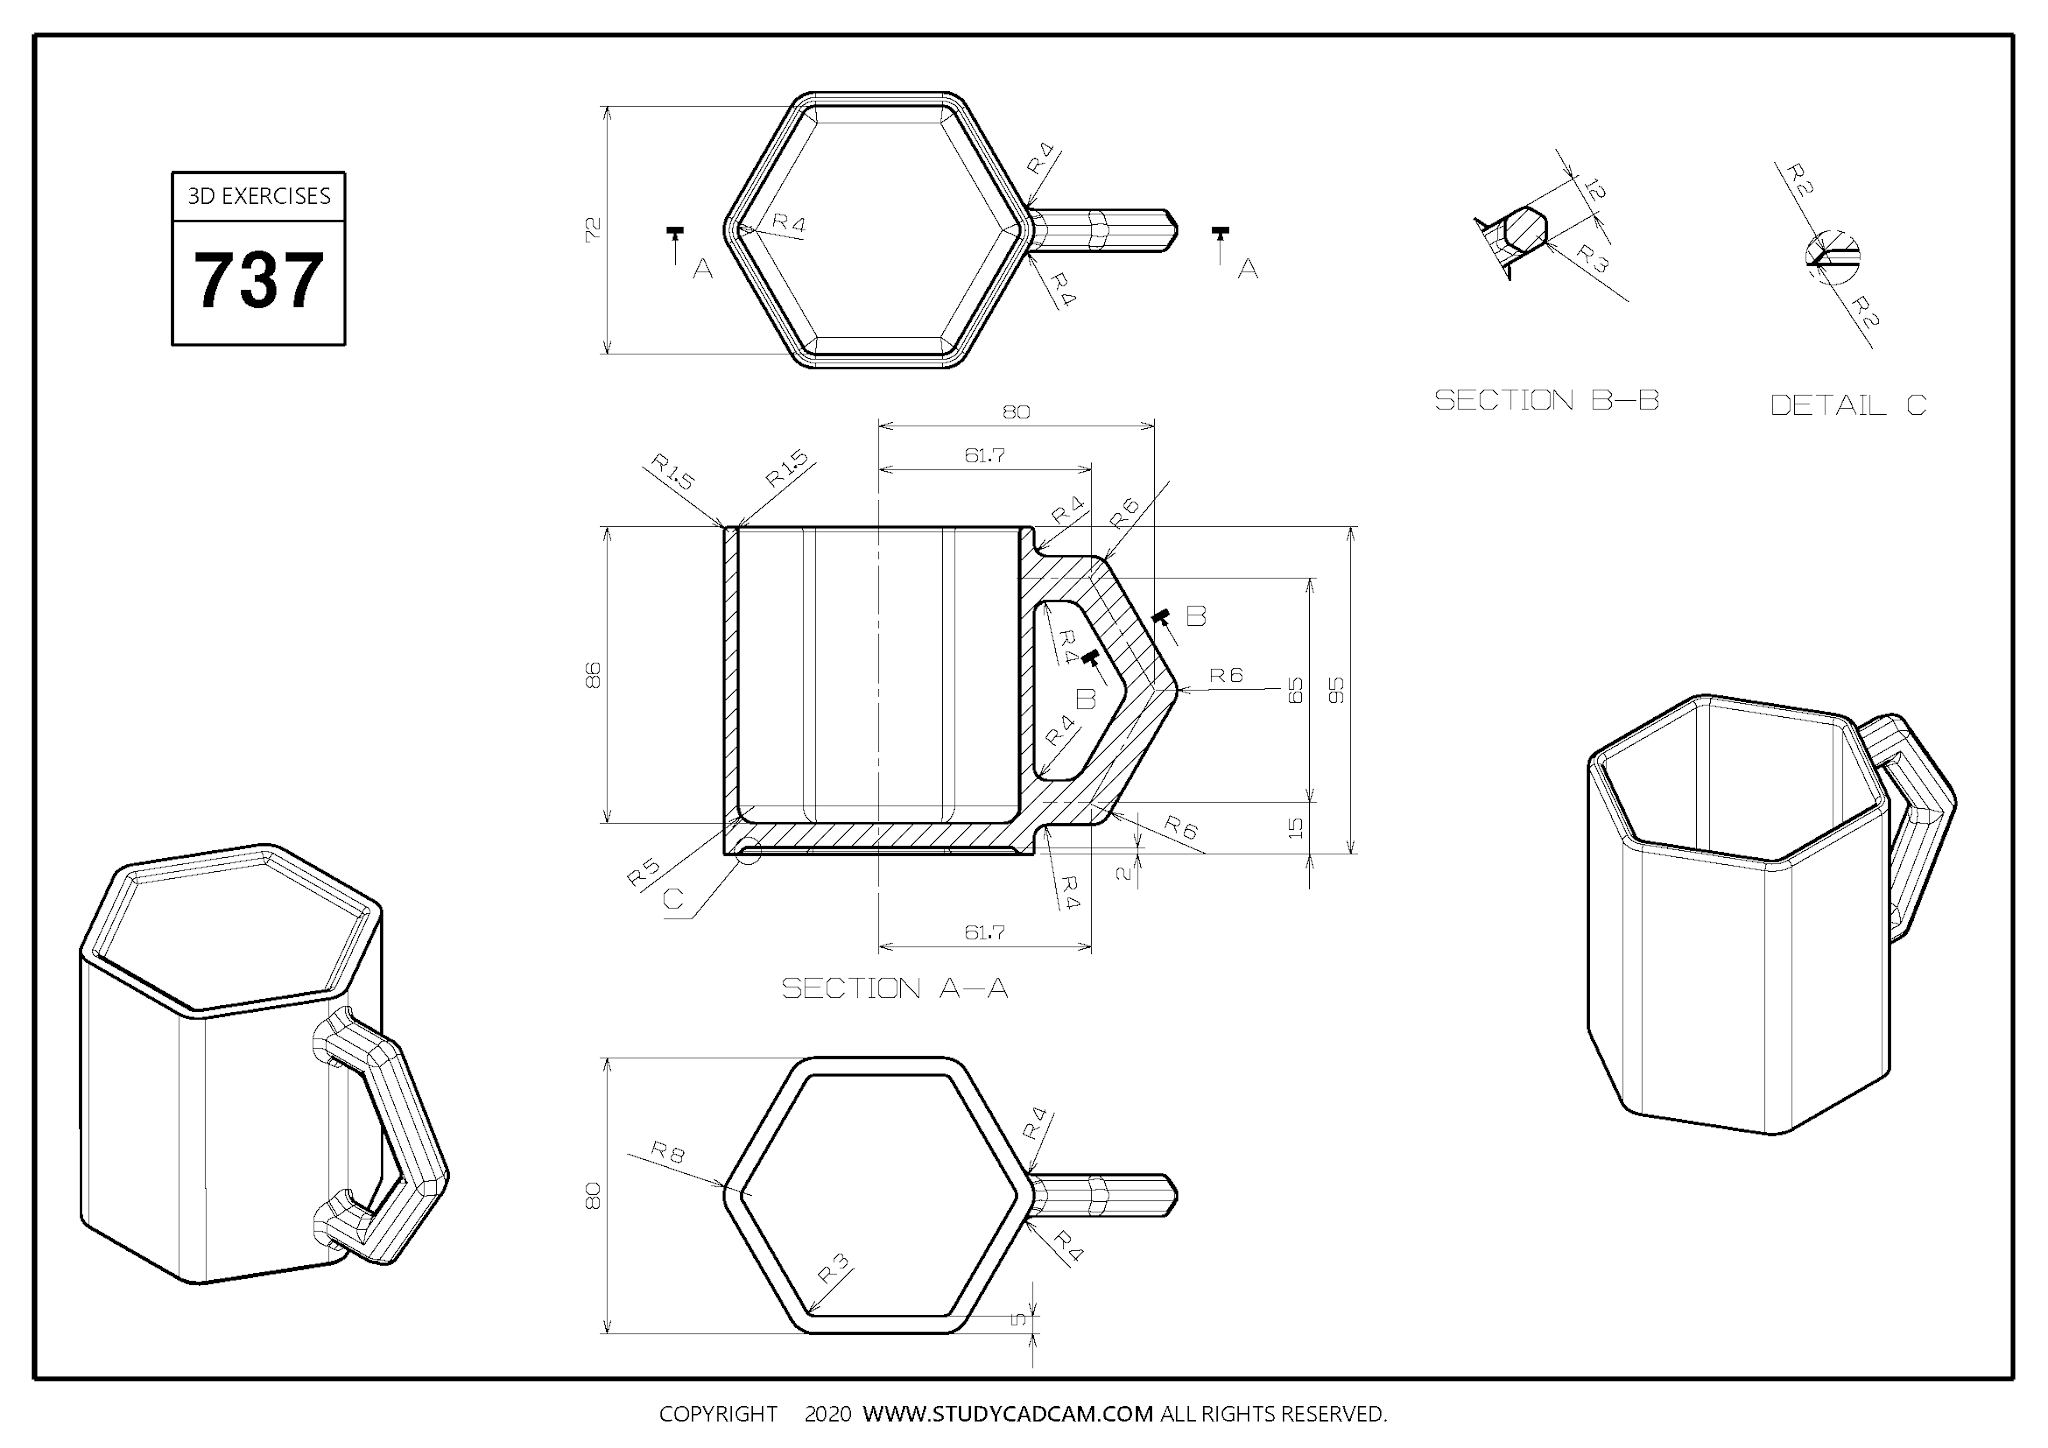 3D EXERCISES
737
72
R4
R4
R4
A
A
12
R3
SECTION B-B
R2
R2
DETAIL C
80
61.7
R1.5
R1.5
R4
R6
86
B
R4
B
R6
65
95
R4
R5
C
R6
15
2
R4
61.7
SECTION A-A
R4
R8
80
R3
R4
5
COPYRIGHT 2020 WWW.STUDYCADCAM.COM ALL RIGHTS RESERVED.